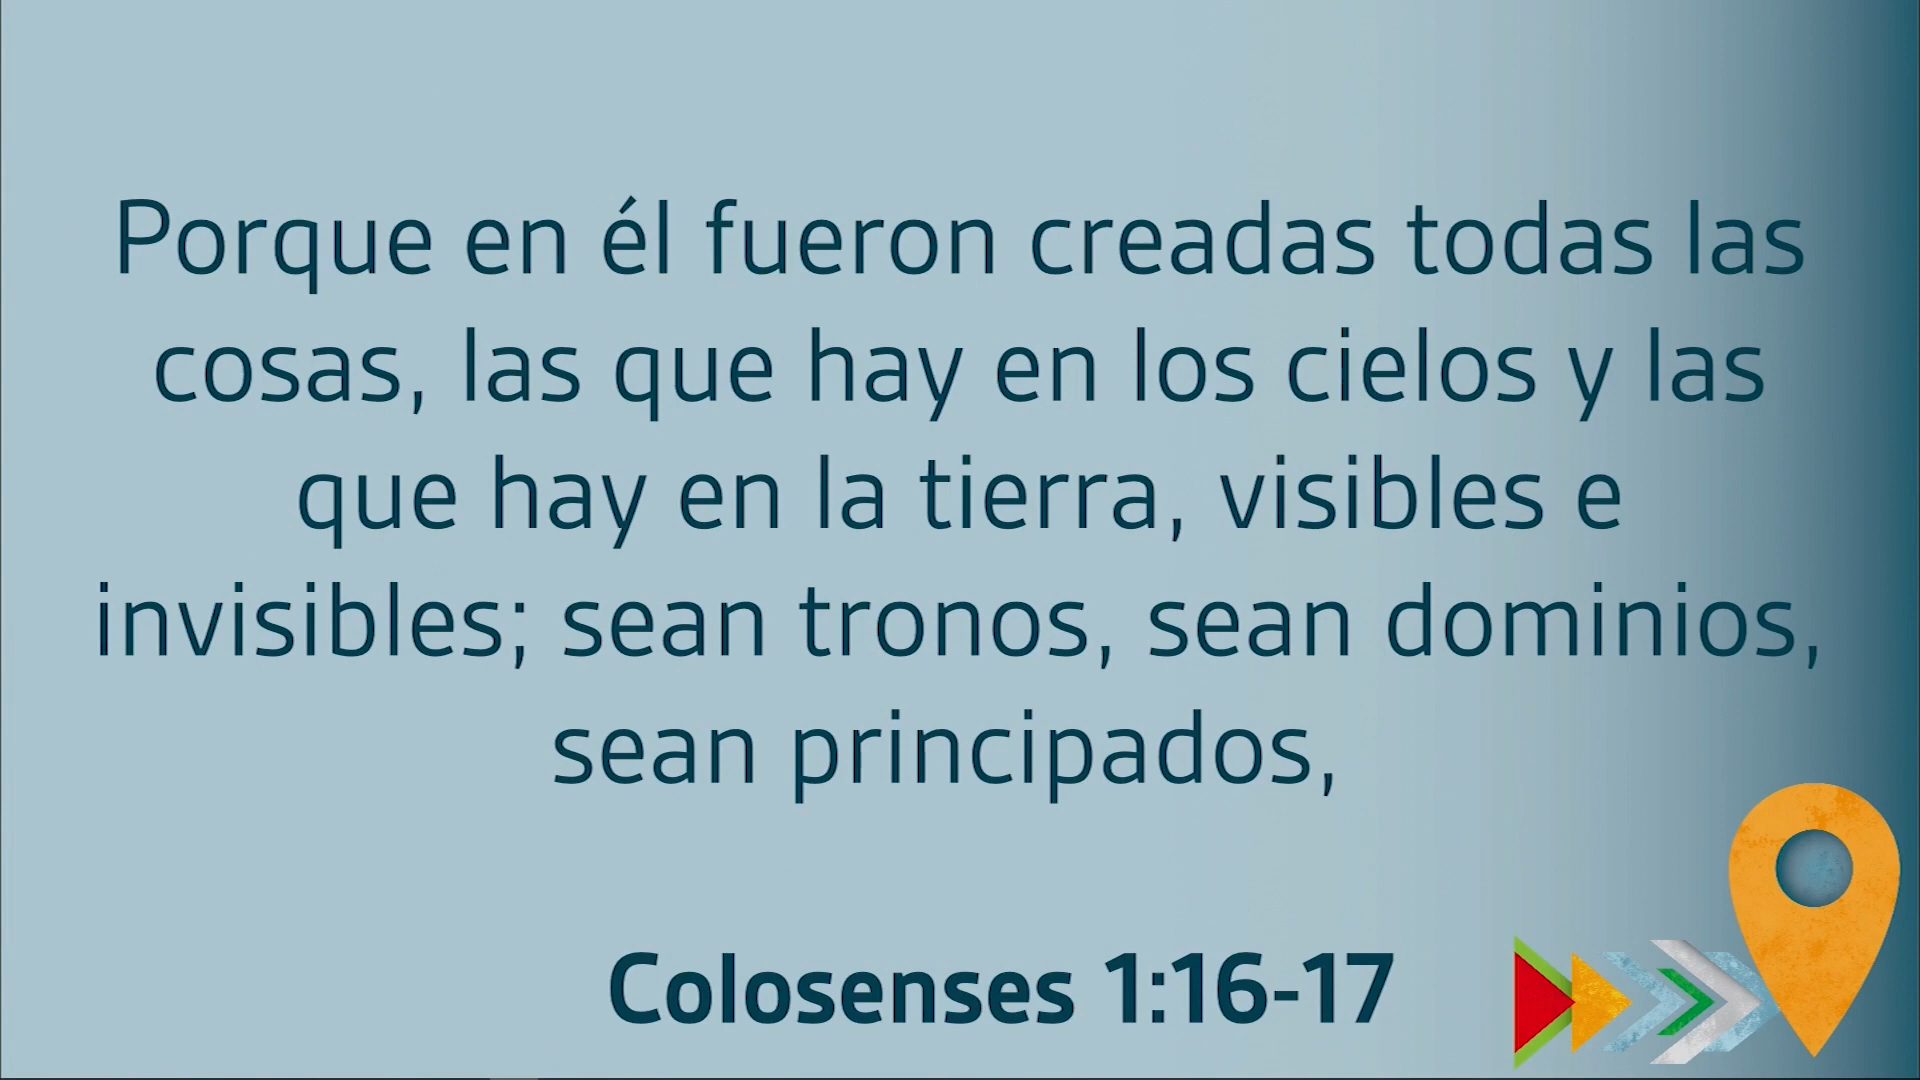 Porque en él fueron creadas todas las
cosas, las que hay en los cielos y las
que hay en la tierra, visibles e
invisibles; sean tronos, sean dominios,
sean principados,
Colosenses 1:16-17